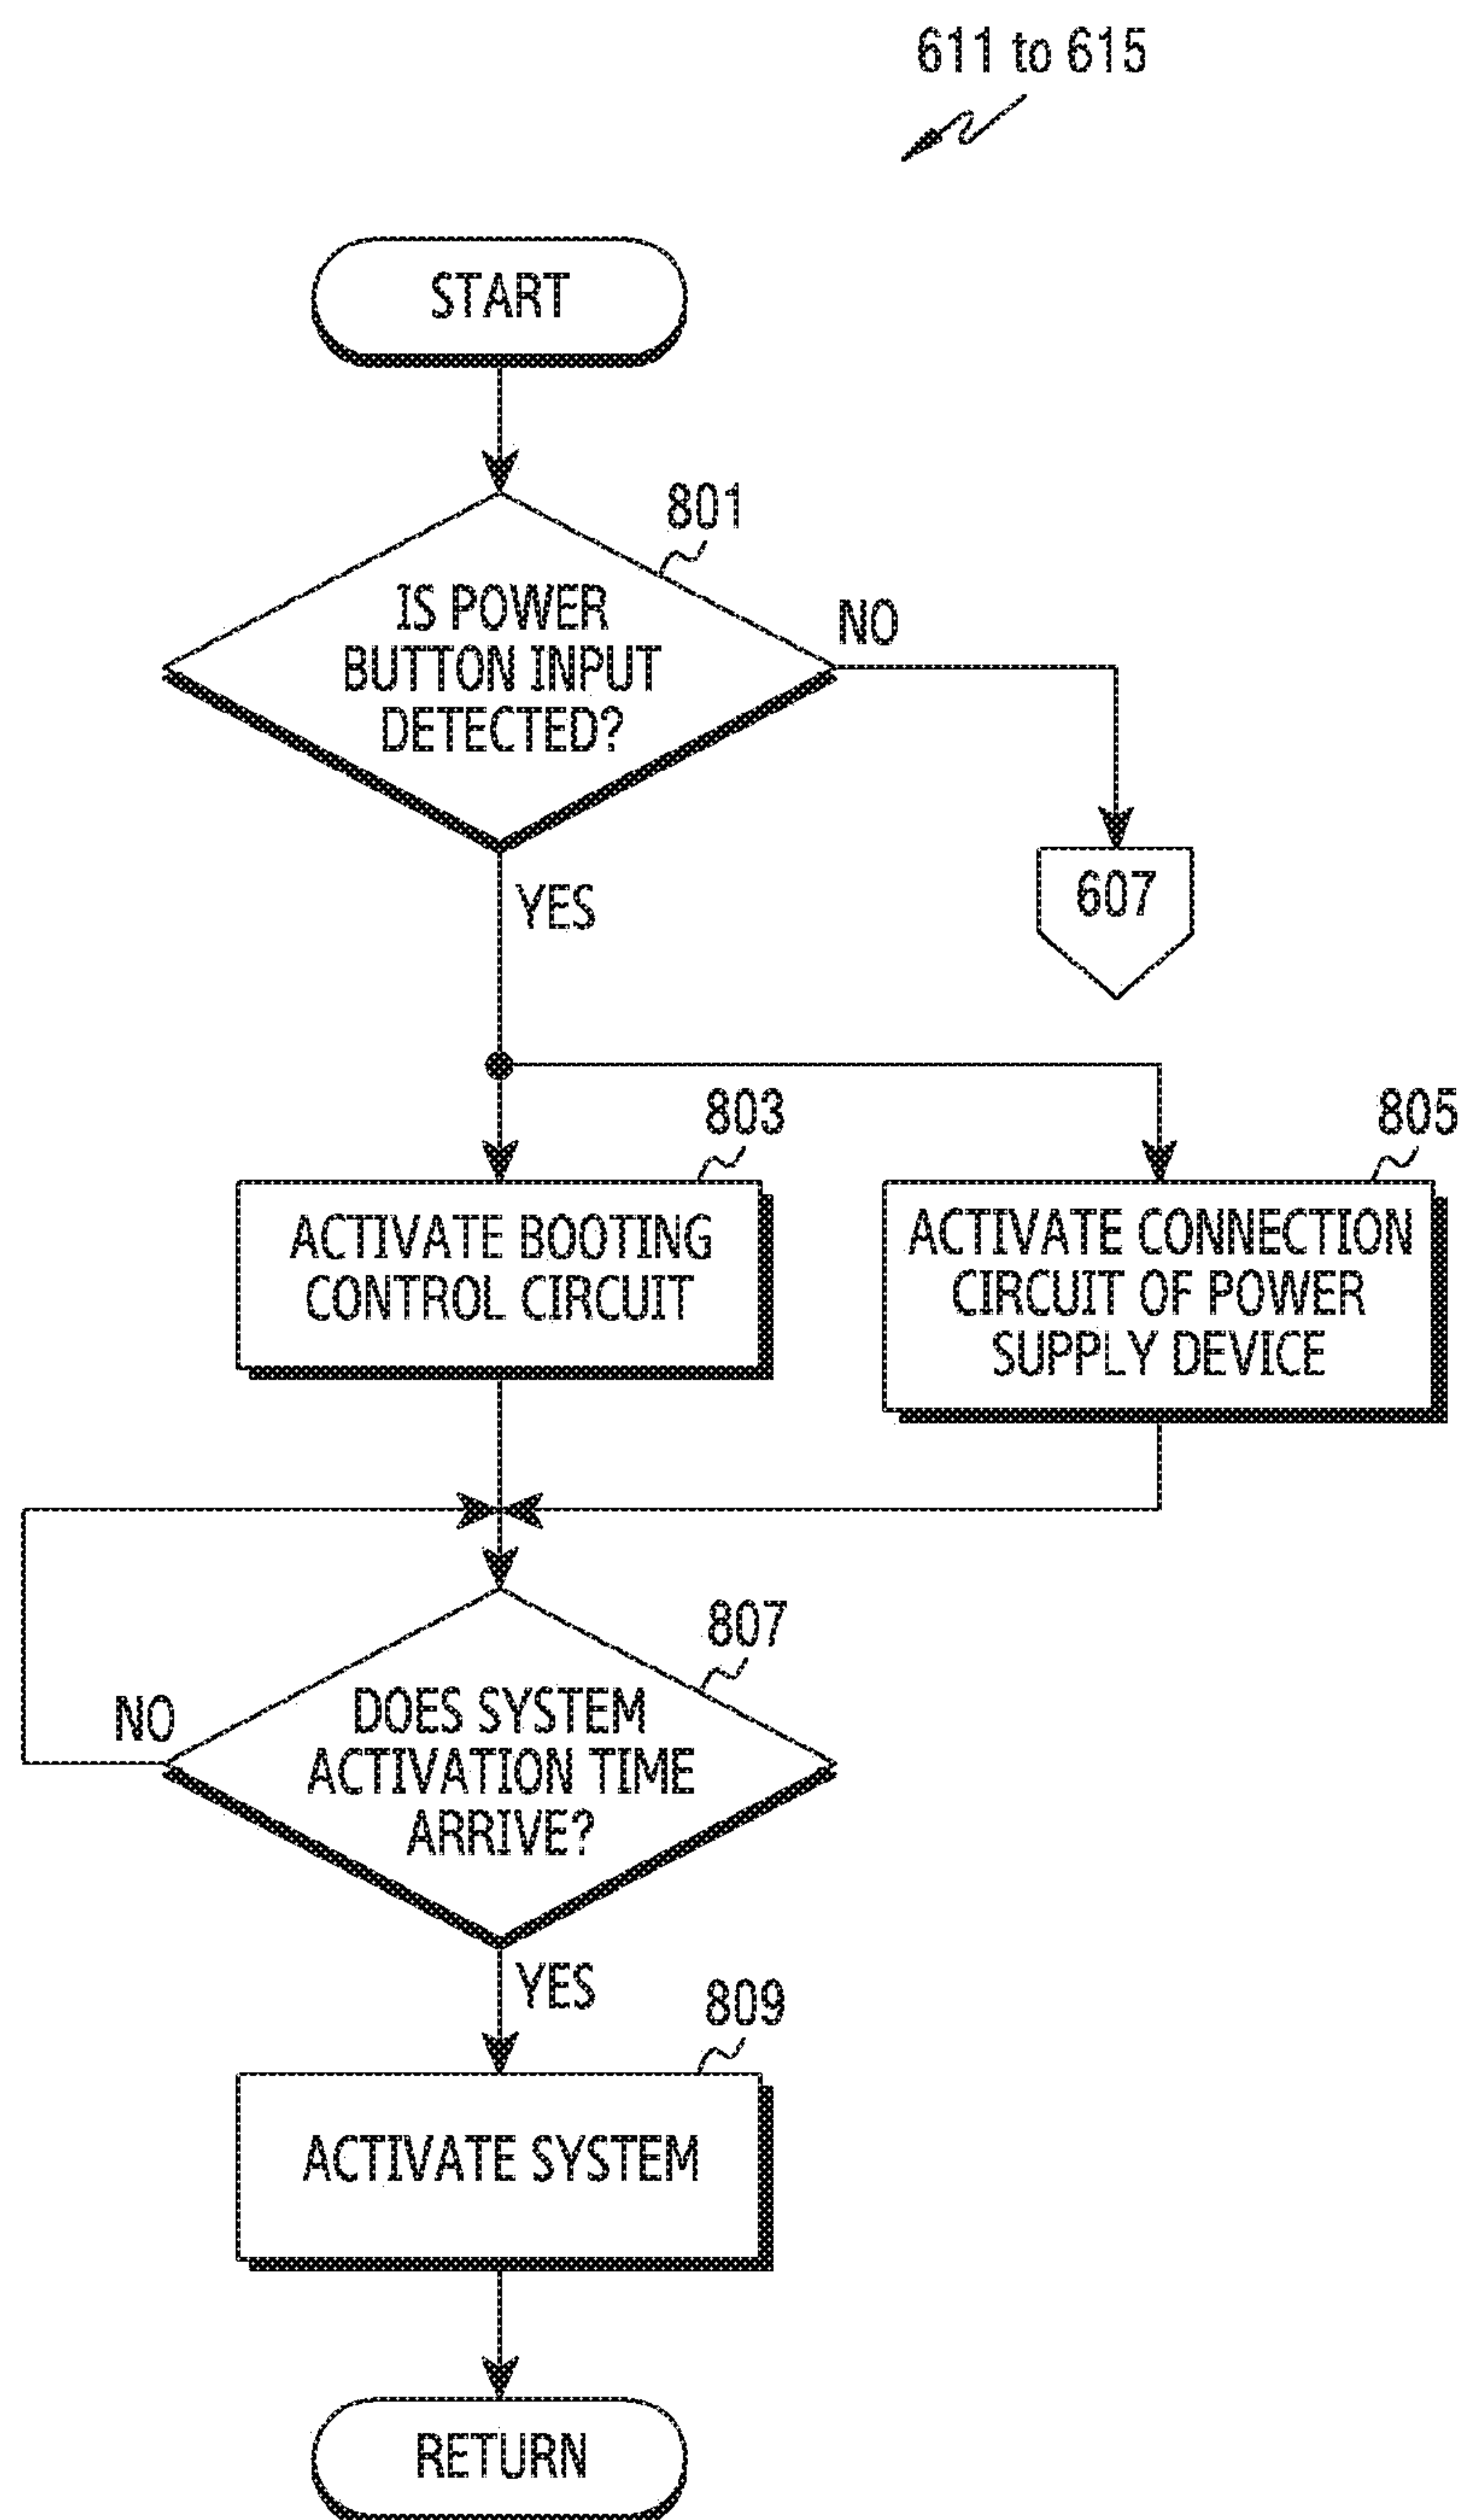 611 to 615
START
801
IS POWER
BUTTON INPUT
DETECTED?
NO
607
YES
803
ACTIVATE BOOTING
CONTROL CIRCUIT
805
ACTIVATE CONNECTION
CIRCUIT OF POWER
SUPPLY DEVICE
807
DOES SYSTEM
ACTIVATION TIME
ARRIVE?
NO
YES
809
ACTIVATE SYSTEM
RETURN